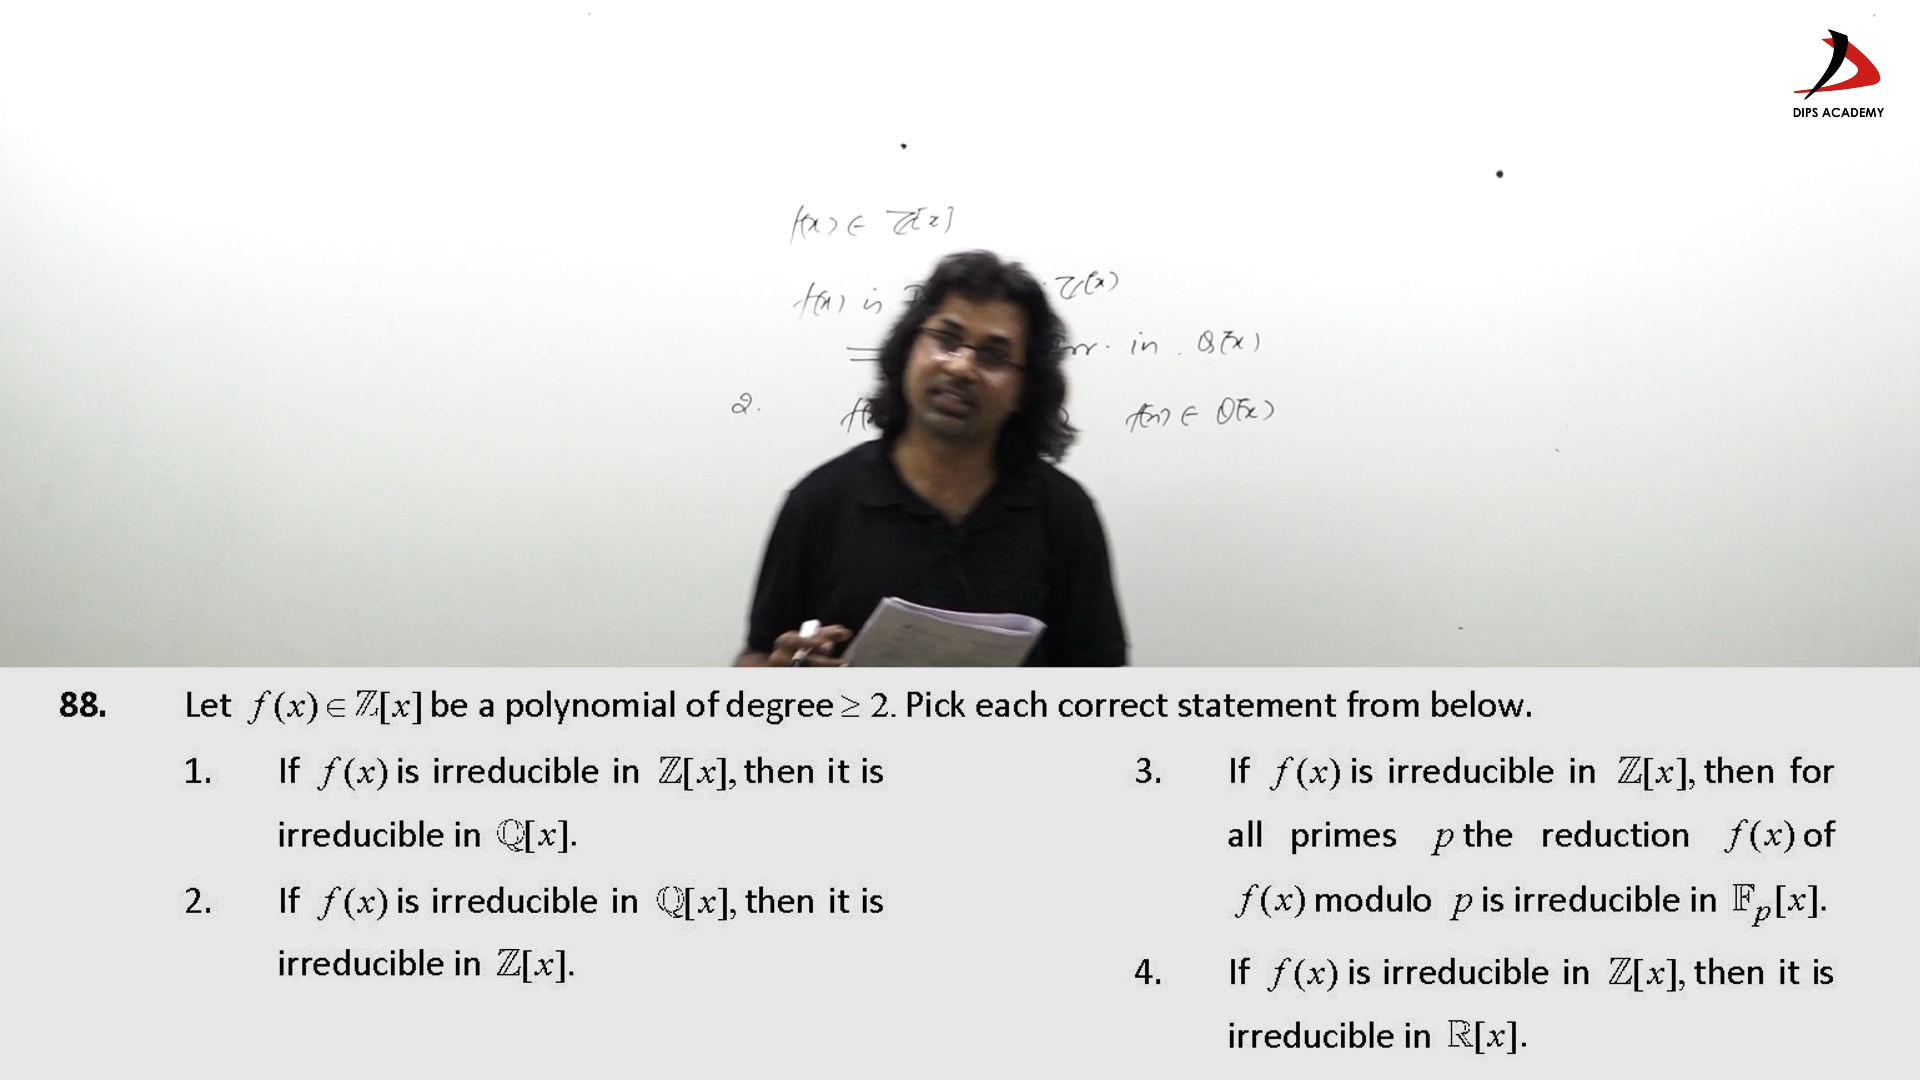 DIPS ACADEMY
f(x) ∈ ℤ[x]
f(x) is ℤ[x]
in Q[x]
2. f(x) ∈ Q[x]
88. Let f(x) ∈ ℤ[x] be a polynomial of degree ≥ 2. Pick each correct statement from below.
1. If f(x) is irreducible in ℤ[x], then it is
irreducible in ℚ[x].
2. If f(x) is irreducible in ℚ[x], then it is
irreducible in ℤ[x].
3. If f(x) is irreducible in ℤ[x], then for
all primes p the reduction f(x) of
f(x) modulo p is irreducible in 𝔽ₚ[x].
4. If f(x) is irreducible in ℤ[x], then it is
irreducible in ℝ[x].